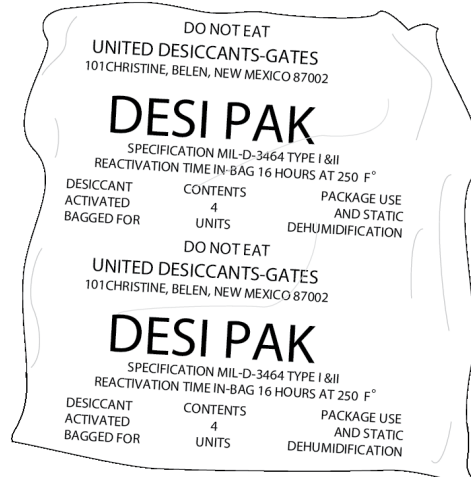 DO NOT EAT
UNITED DESICCANTS-GATES
101CHRISTINE, BELEN, NEW MEXICO 87002
DESI PAK
SPECIFICATION MIL-D-3464 TYPE I &II
REACTIVATION TIME IN-BAG 16 HOURS AT 250 F°
DESICCANT CONTENTS PACKAGE USE
ACTIVATED 4 AND STATIC
BAGGED FOR UNITS DEHUMIDIFICATION
DO NOT EAT
UNITED DESICCANTS-GATES
101CHRISTINE, BELEN, NEW MEXICO 87002
DESI PAK
SPECIFICATION MIL-D-3464 TYPE I &II
REACTIVATION TIME IN-BAG 16 HOURS AT 250 F°
DESICCANT CONTENTS PACKAGE USE
ACTIVATED 4 AND STATIC
BAGGED FOR UNITS DEHUMIDIFICATION